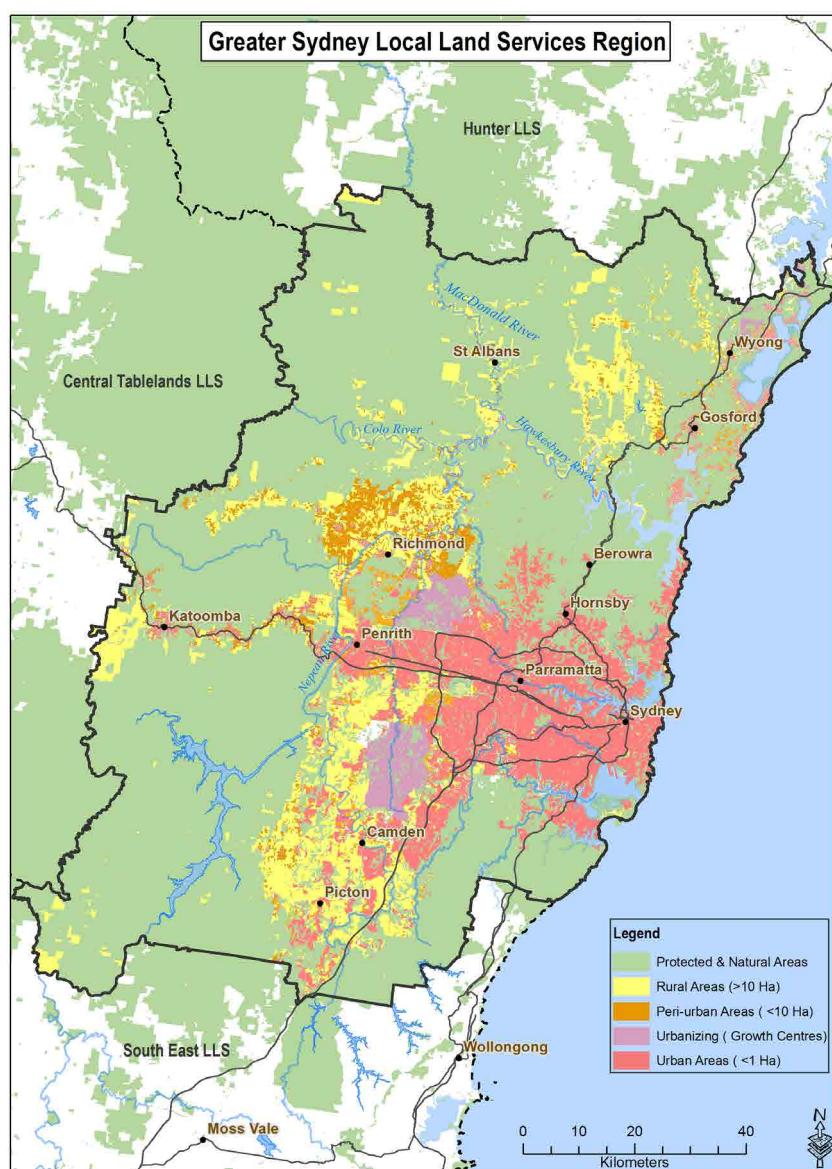 Greater Sydney Local Land Services Region
Hunter LLS
MacDonald River
St Albans
Wyong
Central Tablelands LLS
Colo River
Hawkesbury River
Gosford
Richmond
Berowra
Katoomba
Hornsby
Penrith
Nepean River
Parramatta
Sydney
Camden
Picton
Legend
Protected & Natural Areas
Rural Areas (>10 Ha)
Peri-urban Areas ( <10 Ha)
Urbanizing ( Growth Centres)
Urban Areas ( <1 Ha)
South East LLS
Wollongong
Moss Vale
0 10 20 40
Kilometers
N